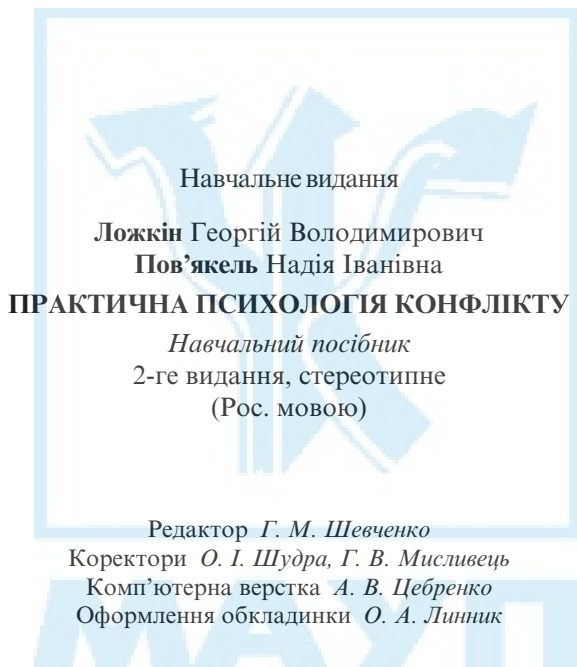 Навчальне видання
Ложкін Георгій Володимирович
Пов’якель Надія Іванівна
ПРАКТИЧНА ПСИХОЛОГІЯ КОНФЛІКТУ
Навчальний посібник
2-ге видання, стереотипне
(Рос. мовою)
Редактор Г. М. Шевченко
Коректори О. І. Шудра, Г. В. Мисливець
Комп’ютерна верстка А. В. Цебренко
Оформлення обкладинки О. А. Линник
МАУП